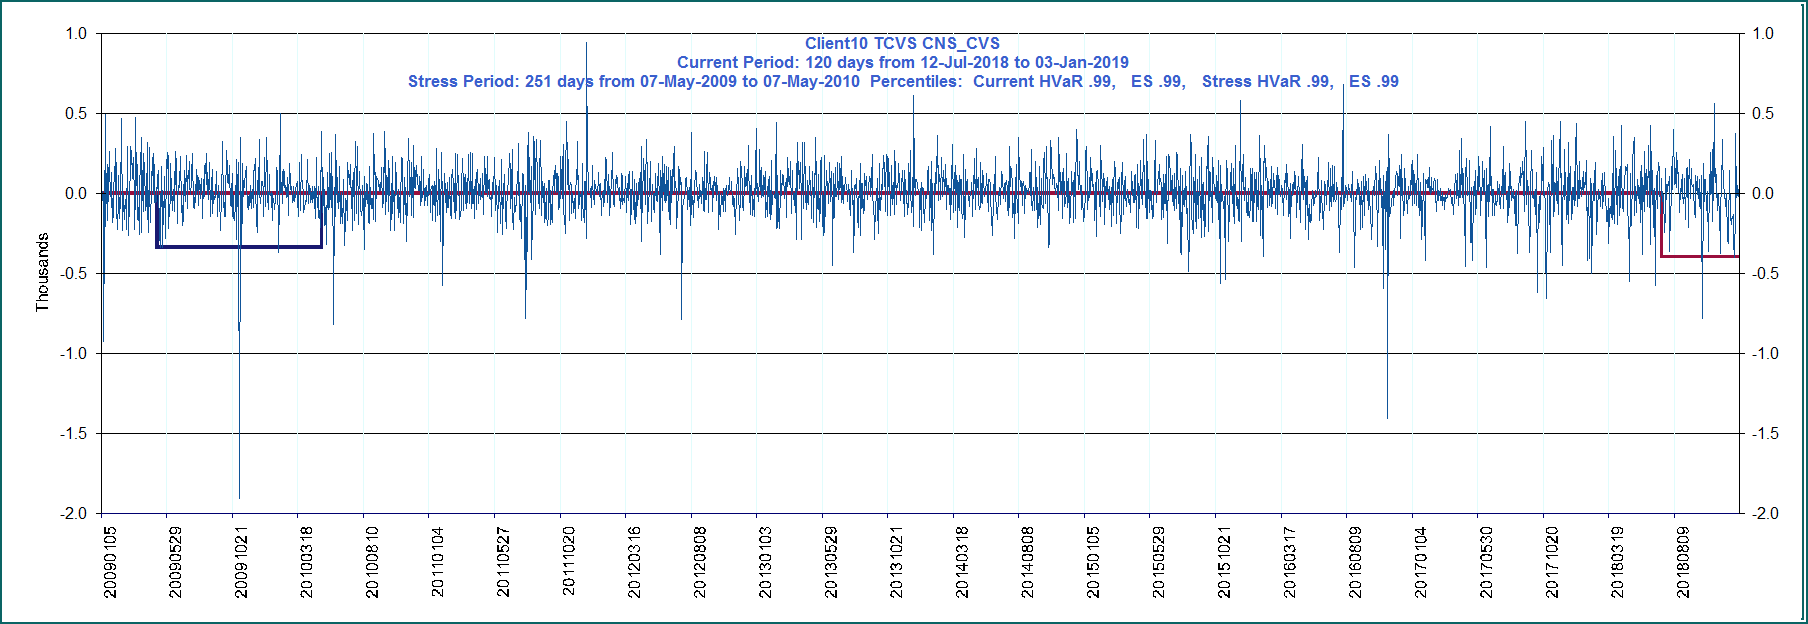 Client10 TCVS CNS_CVS
Current Period: 120 days from 12-Jul-2018 to 03-Jan-2019
Stress Period: 251 days from 07-May-2009 to 07-May-2010  Percentiles:  Current HVaR .99,   ES .99,   Stress HVaR .99,   ES .99
Thousands
1.0 1.0
0.5 0.5
0.0 0.0
-0.5 -0.5
-1.0 -1.0
-1.5 -1.5
-2.0 -2.0
20090105 20090529 20091021 20100318 20100810 20110104 20110527 20111020 20120316 20120808 20130103 20130529 20131021 20140318 20140808 20150105 20150529 20151021 20160317 20160809 20170104 20170530 20171020 20180319 20180809